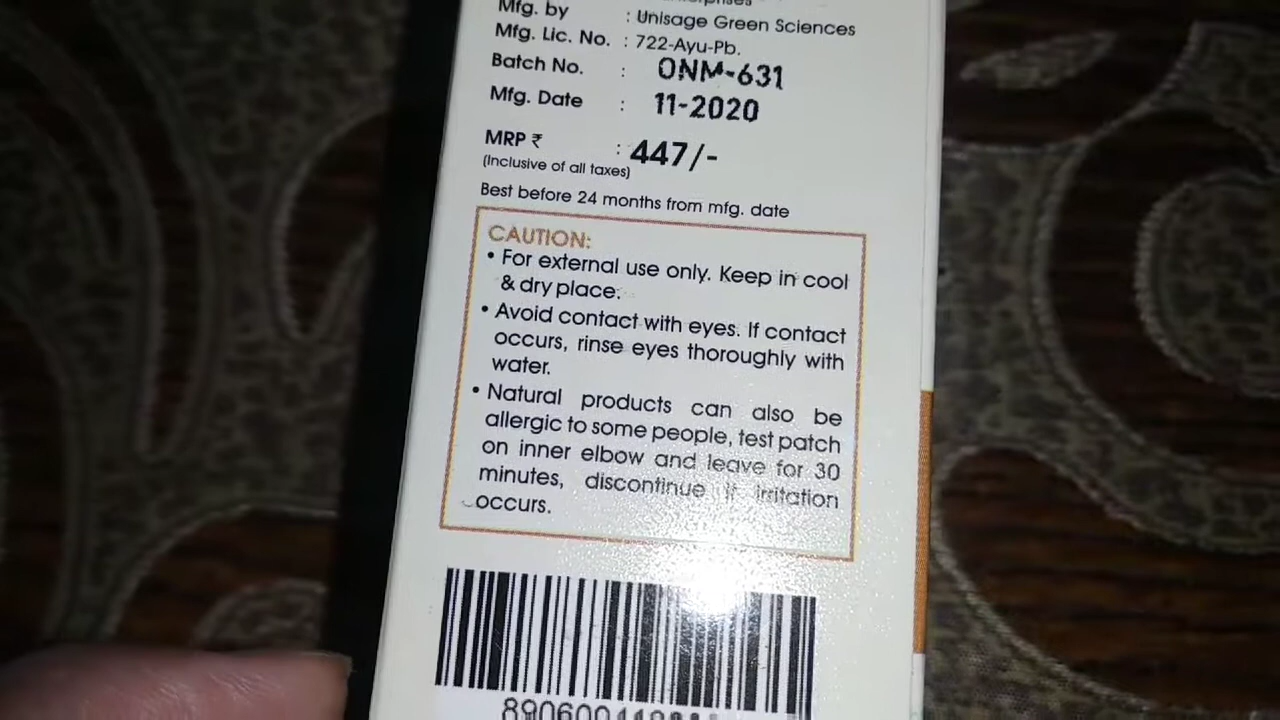 Mfg. by : Unisage Green Sciences
Mfg. Lic. No. : 722-Ayu-Pb.
Batch No. : ONM-631
Mfg. Date : 11-2020
MRP ₹ : 447/-
(Inclusive of all taxes)
Best before 24 months from mfg. date
CAUTION:
• For external use only. Keep in cool
& dry place.
• Avoid contact with eyes. If contact
occurs, rinse eyes thoroughly with
water.
• Natural products can also be
allergic to some people, test patch
on inner elbow and leave for 30
minutes, discontinue if irritation
occurs.